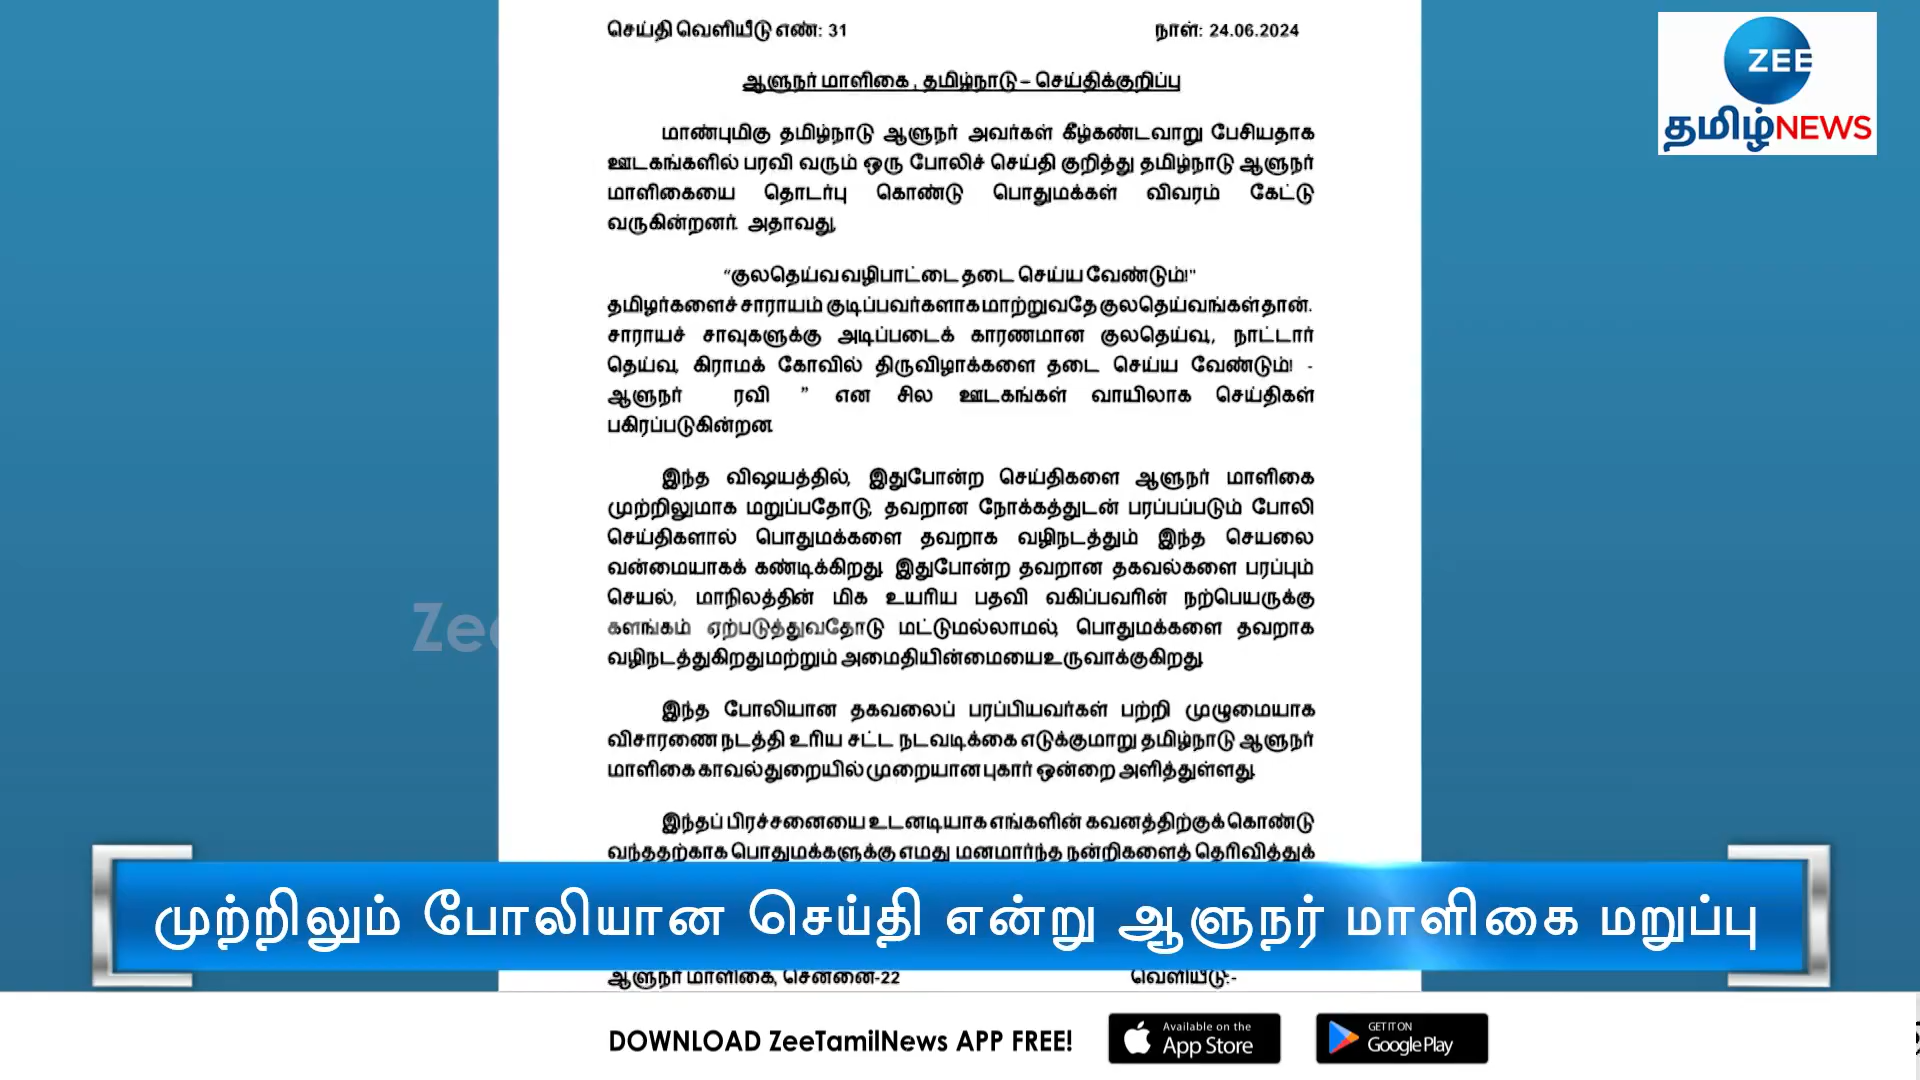 செய்தி வெளியீடு எண்: 31 நாள்: 24.06.2024
ZEE
தமிழ்NEWS
ஆளுநர் மாளிகை , தமிழ்நாடு – செய்திக்குறிப்பு
மாண்புமிகு தமிழ்நாடு ஆளுநர் அவர்கள் கீழ்கண்டவாறு பேசியதாக
ஊடகங்களில் பரவி வரும் ஒரு போலிச் செய்தி குறித்து தமிழ்நாடு ஆளுநர்
மாளிகையை தொடர்பு கொண்டு பொதுமக்கள் விவரம் கேட்டு
வருகின்றனர். அதாவது,
“குலதெய்வ வழிபாட்டை தடை செய்ய வேண்டும்!"
தமிழர்களைச் சாராயம் குடிப்பவர்களாக மாற்றுவதே குலதெய்வங்கள்தான்.
சாராயச் சாவுகளுக்கு அடிப்படைக் காரணமான குலதெய்வ, நாட்டார்
தெய்வ, கிராமக் கோவில் திருவிழாக்களை தடை செய்ய வேண்டும்! -
ஆளுநர் ரவி ” என சில ஊடகங்கள் வாயிலாக செய்திகள்
பகிரப்படுகின்றன.
இந்த விஷயத்தில், இதுபோன்ற செய்திகளை ஆளுநர் மாளிகை
முற்றிலுமாக மறுப்பதோடு, தவறான நோக்கத்துடன் பரப்பப்படும் போலி
செய்திகளால் பொதுமக்களை தவறாக வழிநடத்தும் இந்த செயலை
வன்மையாகக் கண்டிக்கிறது. இதுபோன்ற தவறான தகவல்களை பரப்பும்
செயல், மாநிலத்தின் மிக உயரிய பதவி வகிப்பவரின் நற்பெயருக்கு
களங்கம் ஏற்படுத்துவதோடு மட்டுமல்லாமல், பொதுமக்களை தவறாக
வழிநடத்துகிறது மற்றும் அமைதியின்மையை உருவாக்குகிறது.
இந்த போலியான தகவலைப் பரப்பியவர்கள் பற்றி முழுமையாக
விசாரணை நடத்தி உரிய சட்ட நடவடிக்கை எடுக்குமாறு தமிழ்நாடு ஆளுநர்
மாளிகை காவல் துறையில் முறையான புகார் ஒன்றை அளித்துள்ளது.
இந்தப் பிரச்சனையை உடனடியாக எங்களின் கவனத்திற்குக் கொண்டு
வந்ததற்காக பொதுமக்களுக்கு எமது மனமார்ந்த நன்றிகளைத் தெரிவித்துக்
முற்றிலும் போலியான செய்தி என்று ஆளுநர் மாளிகை மறுப்பு
ஆளுநர் மாளிகை, சென்னை-22 வெளியீடு:-
DOWNLOAD ZeeTamilNews APP FREE!
Available on the
App Store
GET IT ON
Google Play